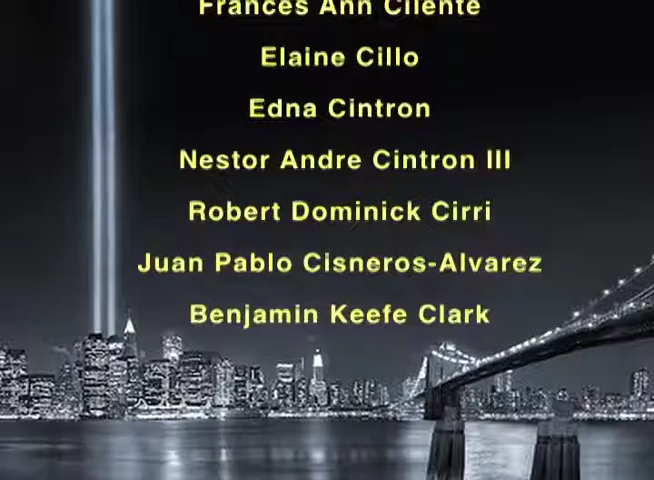 Frances Ann Cilente
Elaine Cillo
Edna Cintron
Nestor Andre Cintron III
Robert Dominick Cirri
Juan Pablo Cisneros-Alvarez
Benjamin Keefe Clark